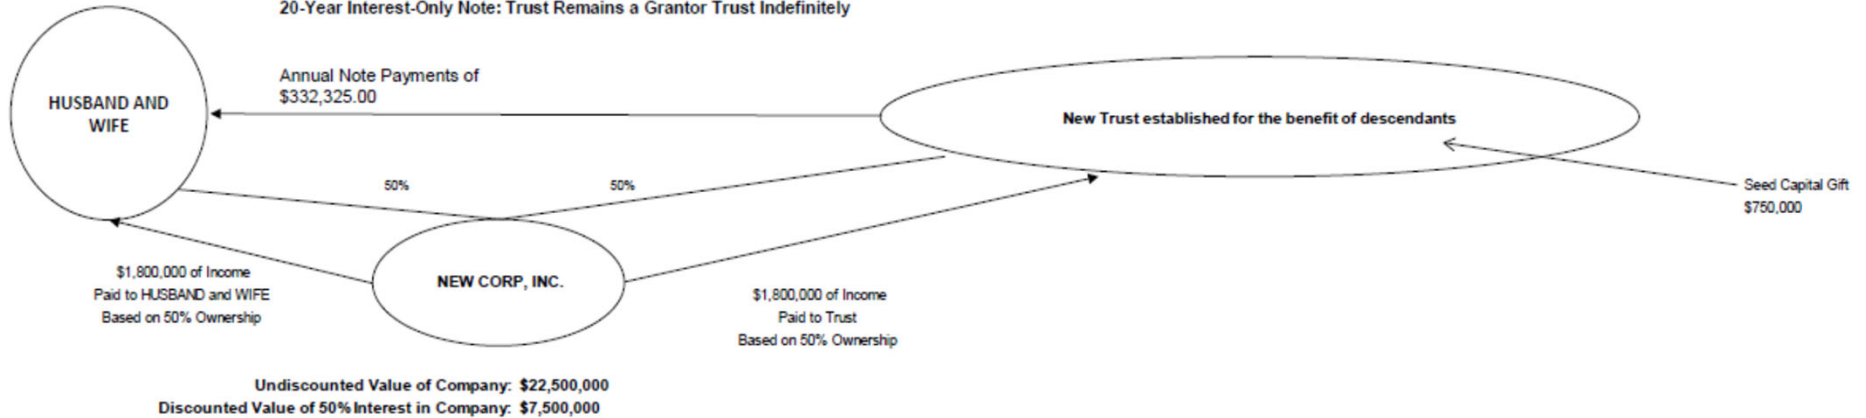 20-Year Interest-Only Note: Trust Remains a Grantor Trust Indefinitely
Annual Note Payments of
$332,325.00
HUSBAND AND
WIFE
New Trust established for the benefit of descendants
50%
50%
Seed Capital Gift
$750,000
$1,800,000 of Income
Paid to HUSBAND and WIFE
Based on 50% Ownership
NEW CORP, INC.
$1,800,000 of Income
Paid to Trust
Based on 50% Ownership
Undiscounted Value of Company: $22,500,000
Discounted Value of 50% Interest in Company: $7,500,000